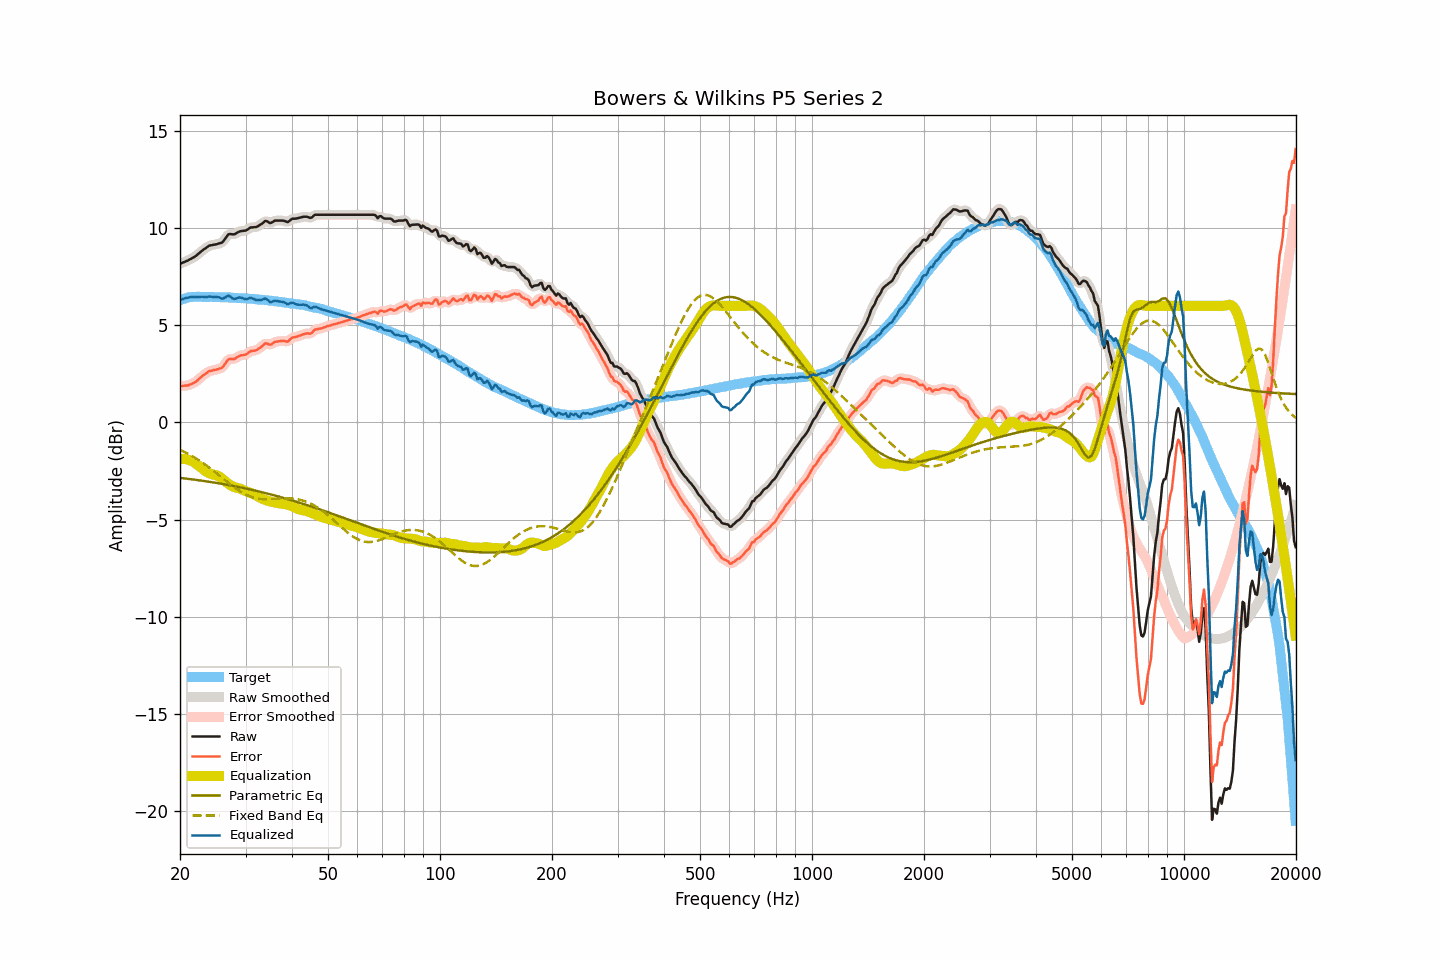 Bowers & Wilkins P5 Series 2
Amplitude (dBr)
15
10
5
0
−5
−10
−15
−20
Target
Raw Smoothed
Error Smoothed
Raw
Error
Equalization
Parametric Eq
Fixed Band Eq
Equalized
20 50 100 200 500 1000 2000 5000 10000 20000
Frequency (Hz)